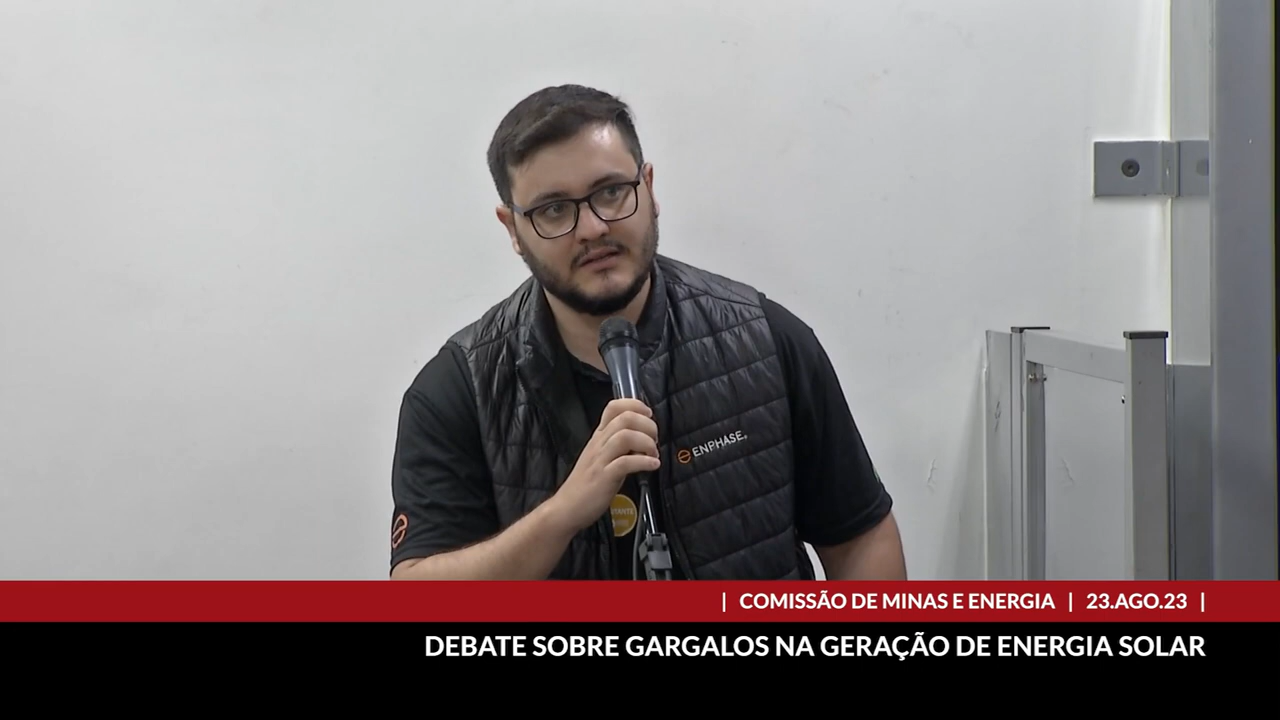 ENPHASE.
| COMISSÃO DE MINAS E ENERGIA | 23.AGO.23 |
DEBATE SOBRE GARGALOS NA GERAÇÃO DE ENERGIA SOLAR